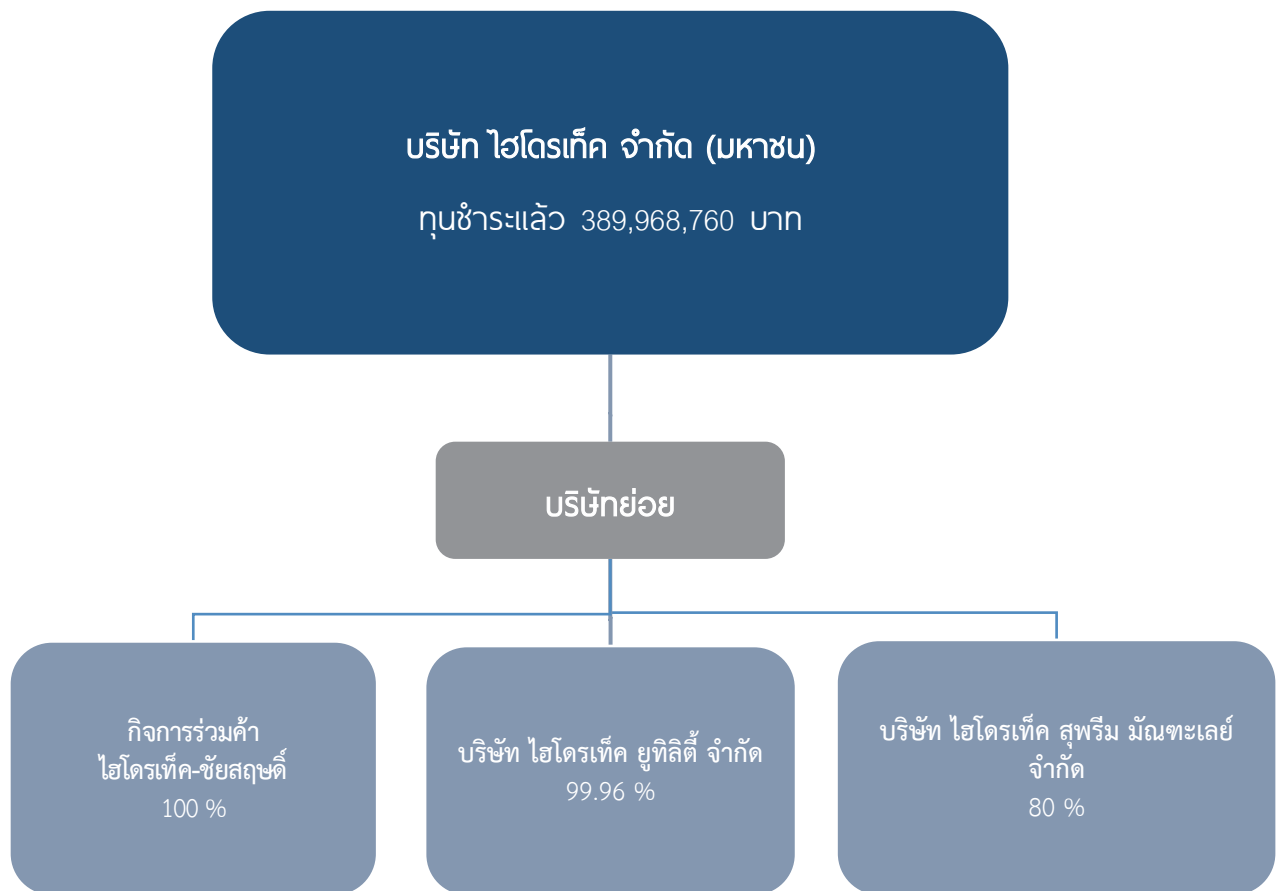 บริษัท ไฮโดรเท็ค จำกัด (มหาชน)
ทุนชำระแล้ว 389,968,760 บาท
บริษัทย่อย
กิจการร่วมค้า
ไฮโดรเท็ค-ชัยสฤษดิ์
100 %
บริษัท ไฮโดรเท็ค ยูทิลิตี้ จำกัด
99.96 %
บริษัท ไฮโดรเท็ค สุพรีม มัณฑะเลย์
จำกัด
80 %